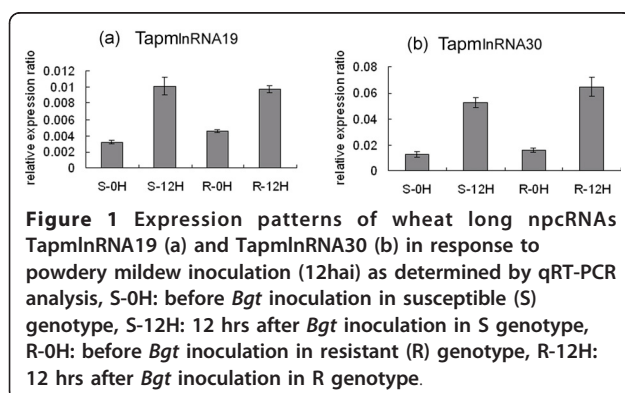 (a) TapmlnRNA19
relative expression ratio
0.012
0.01
0.008
0.006
0.004
0.002
0
S-0H S-12H R-0H R-12H
(b) TapmlnRNA30
relative expression ratio
0.08
0.06
0.04
0.02
0
S-0H S-12H R-0H R-12H
Figure 1 Expression patterns of wheat long npcRNAs
TapmlnRNA19 (a) and TapmlnRNA30 (b) in response to
powdery mildew inoculation (12hai) as determined by qRT-PCR
analysis, S-0H: before Bgt inoculation in susceptible (S)
genotype, S-12H: 12 hrs after Bgt inoculation in S genotype,
R-0H: before Bgt inoculation in resistant (R) genotype, R-12H:
12 hrs after Bgt inoculation in R genotype.